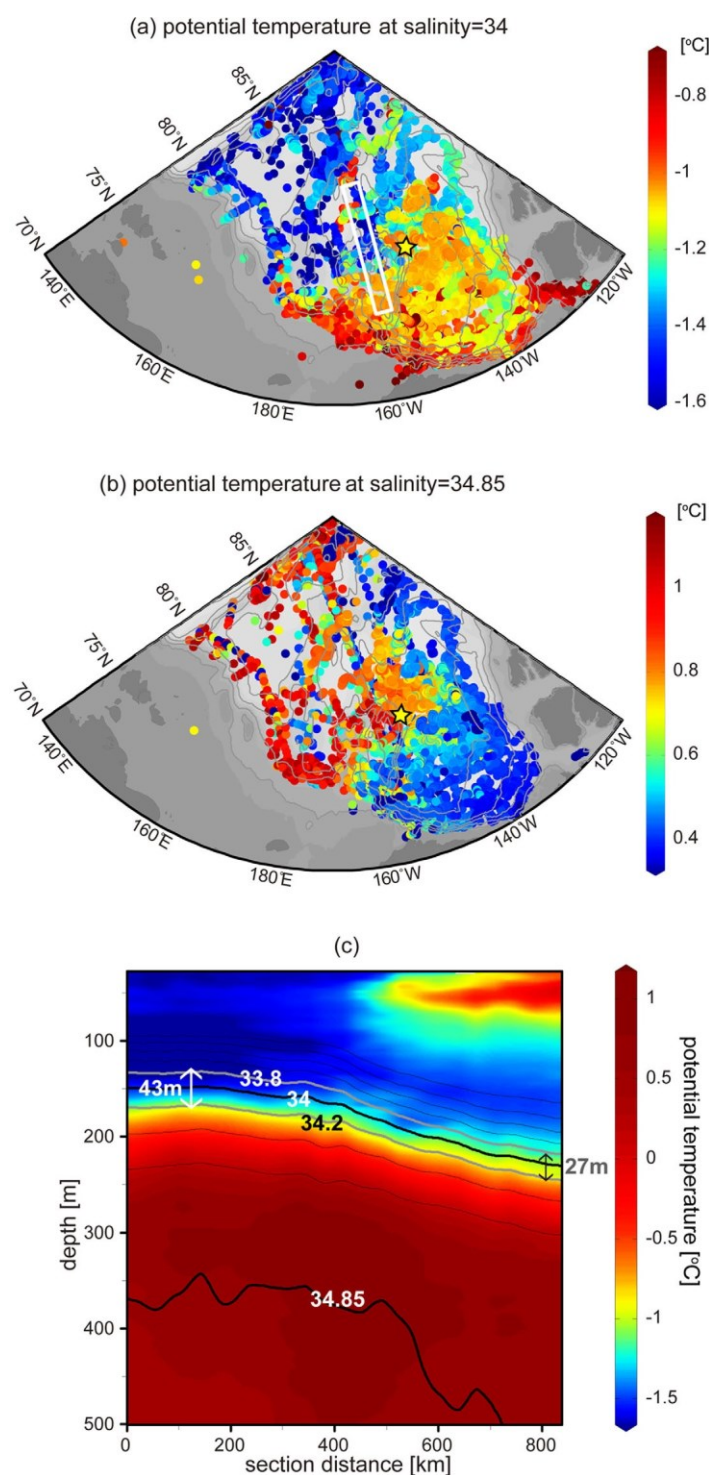 (a) potential temperature at salinity=34
[°C]
-0.8
-1
-1.2
-1.4
-1.6
85°N
80°N
75°N
70°N
140°E
160°E
180°E
160°W
140°W
120°W
(b) potential temperature at salinity=34.85
[°C]
1
0.8
0.6
0.4
85°N
80°N
75°N
70°N
140°E
160°E
180°E
160°W
140°W
120°W
(c)
100
200
300
400
500
depth [m]
0
200
400
600
800
section distance [km]
43m
33.8
34
34.2
27m
34.85
1
0.5
0
-0.5
-1
-1.5
potential temperature [°C]